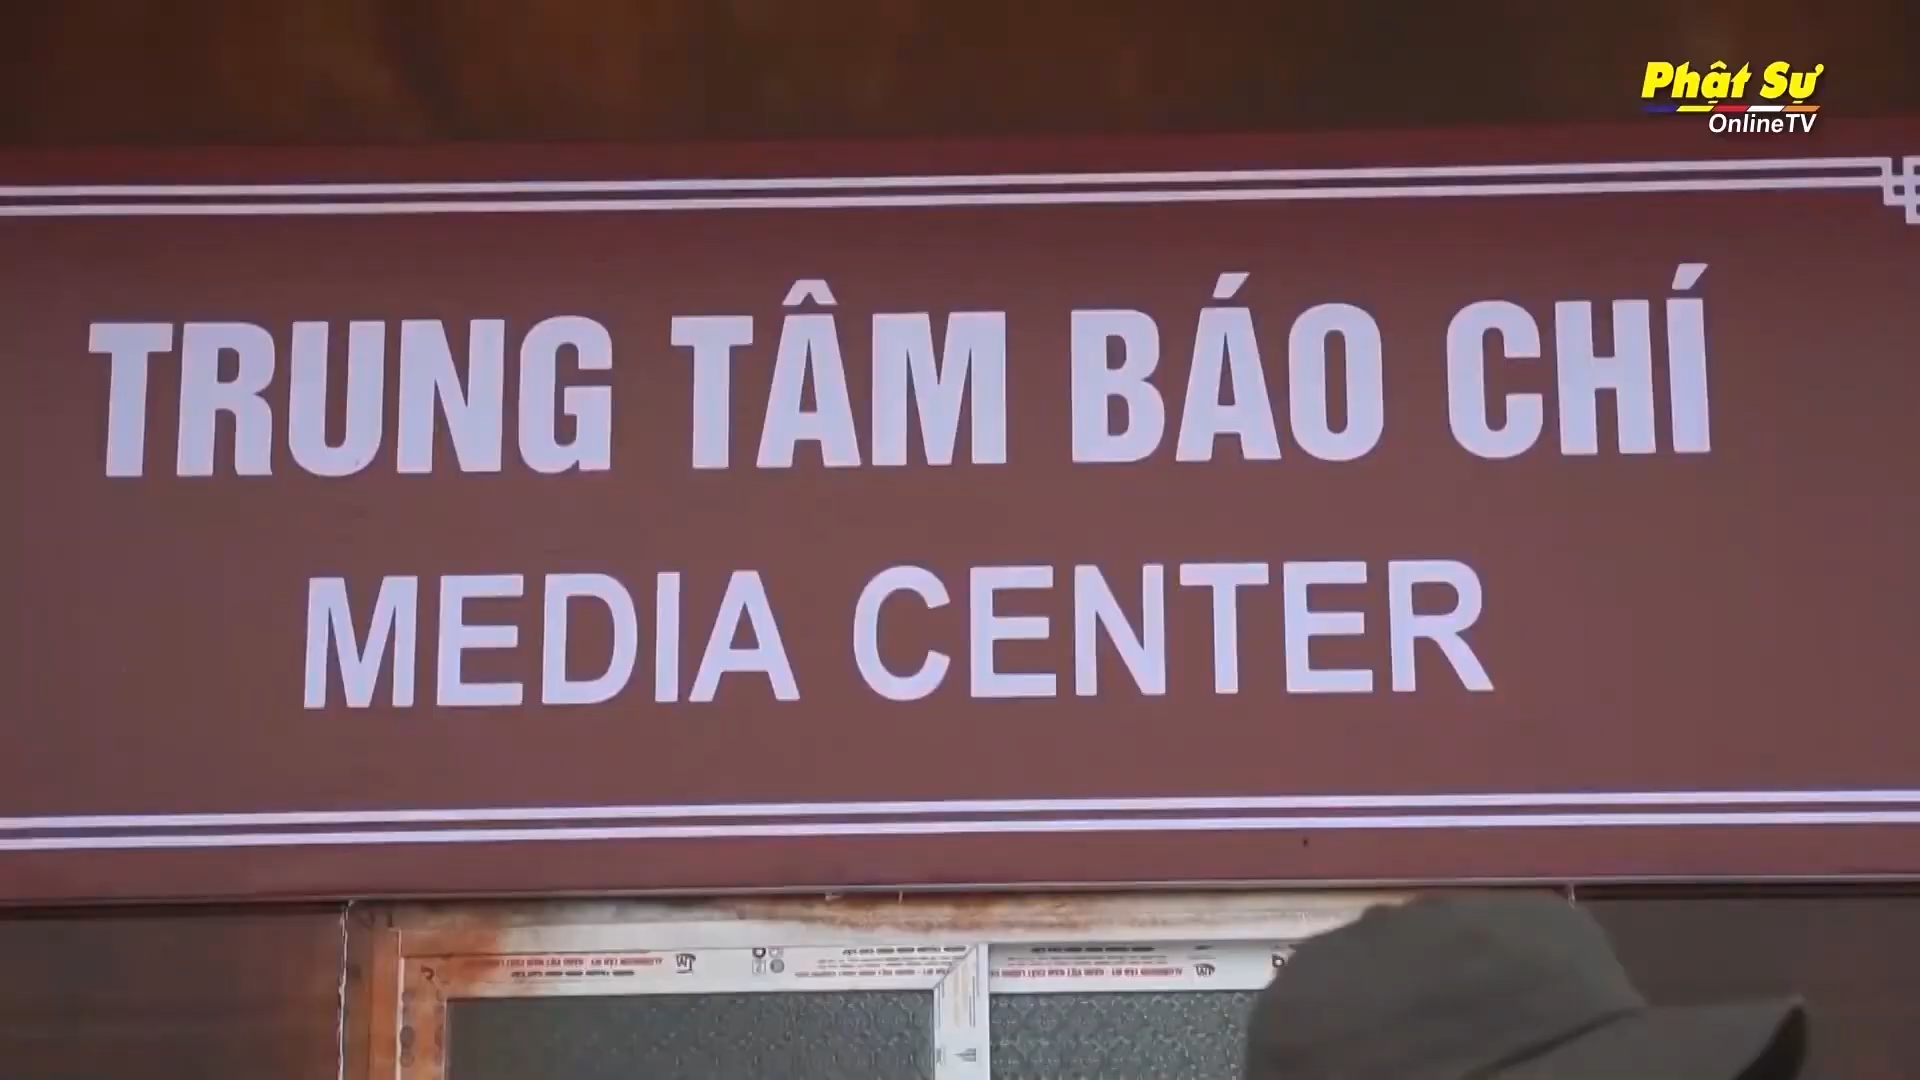 Phật Sự
OnlineTV
TRUNG TÂM BÁO CHÍ
MEDIA CENTER